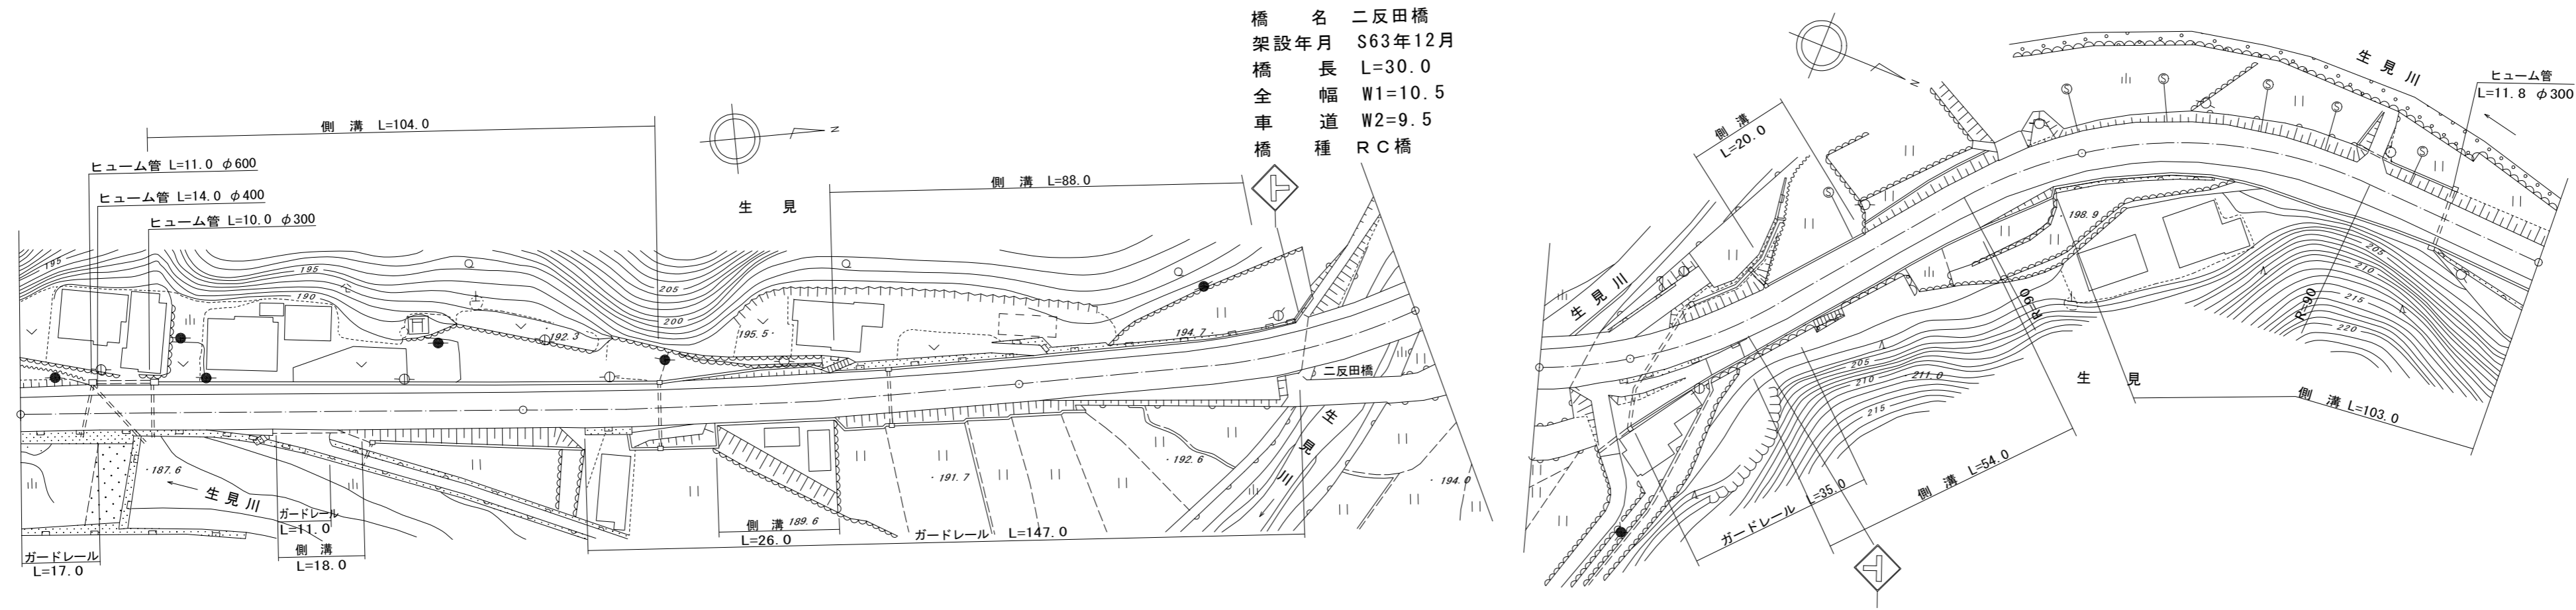 橋 名 二反田橋
架設年月 S63年12月
橋 長 L=30.0
全 幅 W1=10.5
車 道 W2=9.5
橋 種 RC橋
側 溝 L=104.0
ヒューム管 L=11.0 φ600
ヒューム管 L=14.0 φ400
ヒューム管 L=10.0 φ300
N
生 見
側 溝 L=88.0
195
195
190
205
200
192.3
195.5
194.7
二反田橋
187.6
生見川
ガードレール
L=11.0
側 溝
L=18.0
ガードレール
L=17.0
側 溝
L=26.0
189.6
ガードレール L=147.0
191.7
192.6
194.0
生見川
N
生見川
ヒューム管
L=11.8 φ300
側 溝
L=20.0
生見川
198.9
R=90
R=90
205
210
215
220
205
210
211.0
215
生 見
側 溝 L=103.0
側 溝 L=54.0
ガードレール L=35.0